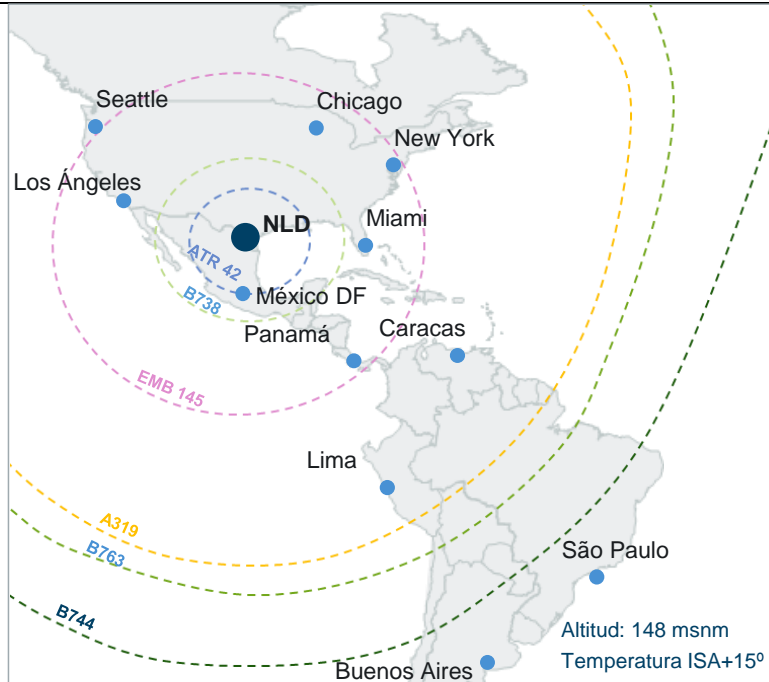 Seattle
Chicago
New York
Los Ángeles
NLD
Miami
ATR 42
B738
México DF
Panamá
Caracas
EMB 145
Lima
A319
B763
São Paulo
B744
Altitud: 148 msnm
Temperatura ISA+15º
Buenos Aires